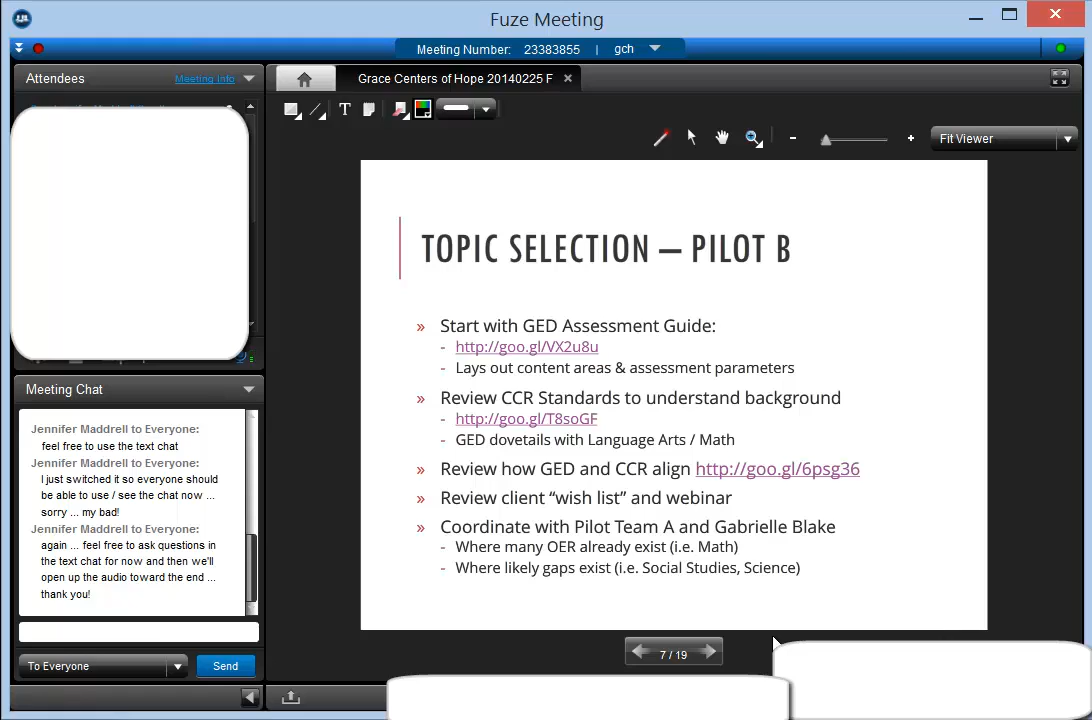 Fuze Meeting
Meeting Number: 23383855 | gch
Attendees
Meeting Info
Grace Centers of Hope 20140225 F
T
Fit Viewer
TOPIC SELECTION – PILOT B
» Start with GED Assessment Guide:
- http://goo.gl/VX2u8u
- Lays out content areas & assessment parameters
» Review CCR Standards to understand background
- http://goo.gl/T8soGF
- GED dovetails with Language Arts / Math
» Review how GED and CCR align http://goo.gl/6psg36
» Review client “wish list” and webinar
» Coordinate with Pilot Team A and Gabrielle Blake
- Where many OER already exist (i.e. Math)
- Where likely gaps exist (i.e. Social Studies, Science)
7 / 19
Meeting Chat
Jennifer Maddrell to Everyone:
feel free to use the text chat
Jennifer Maddrell to Everyone:
I just switched it so everyone should
be able to use / see the chat now ...
sorry ... my bad!
Jennifer Maddrell to Everyone:
again ... feel free to ask questions in
the text chat for now and then we'll
open up the audio toward the end ...
thank you!
To Everyone
Send